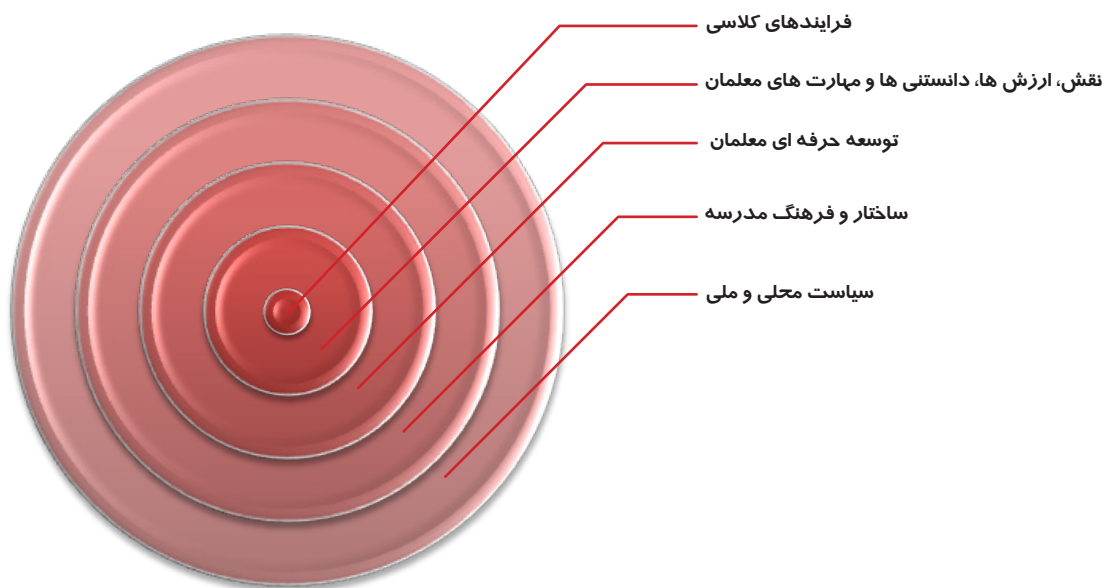 فرایندهای کلاسی
نقش، ارزش ها، دانستنی ها و مهارت های معلمان
توسعه حرفه ای معلمان
ساختار و فرهنگ مدرسه
سیاست محلی و ملی